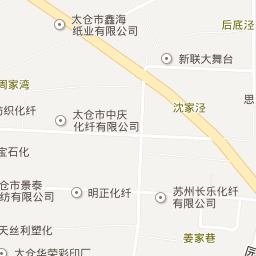 太仓市鑫海
纸业有限公司
后底泾
新联大舞台
周家湾
思
沈家泾
纺织化纤
太仓市中庆
化纤有限公司
宝石化
仓市景泰
纺有限公司
明正化纤
苏州长乐化纤
有限公司
天丝利塑化
姜家巷
太仓华荣彩印厂